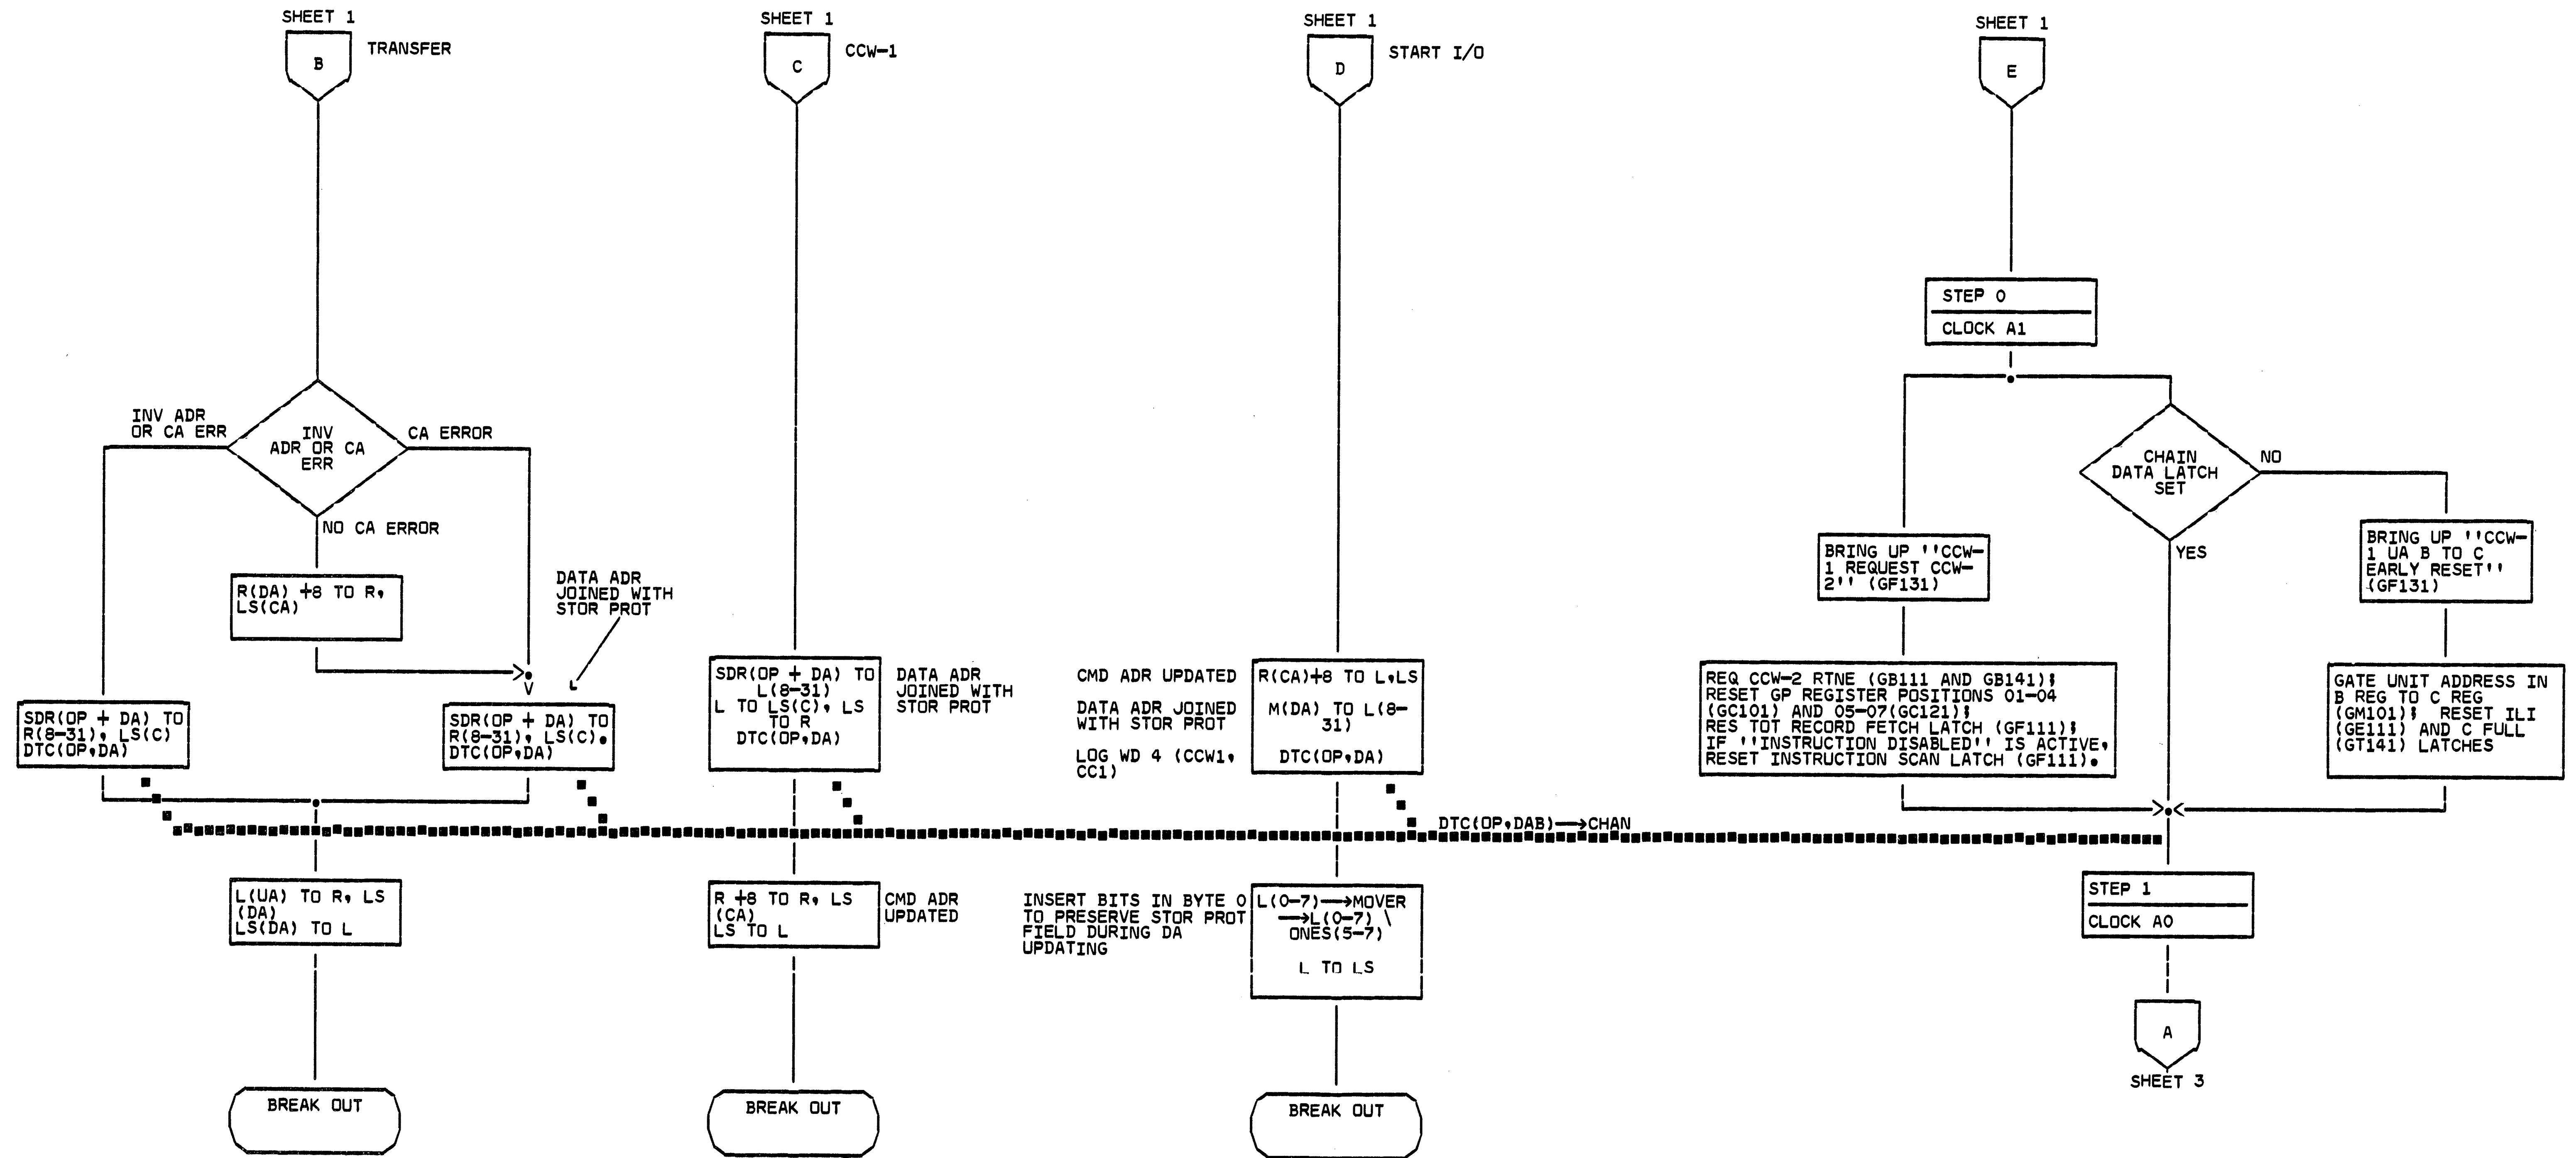 SHEET 1
B
TRANSFER
INV ADR
OR CA ERR
INV
ADR OR CA
ERR
CA ERROR
NO CA ERROR
R(DA) +8 TO R,
LS(CA)
DATA ADR
JOINED WITH
STOR PROT
SDR(OP + DA) TO
R(8-31), LS(C)
DTC(OP,DA)
SDR(OP + DA) TO
R(8-31), LS(C).
DTC(OP,DA)
L(UA) TO R, LS
(DA)
LS(DA) TO L
BREAK OUT
SHEET 1
C
CCW-1
SDR(OP + DA) TO
L(8-31)
L TO LS(C), LS
TO R
DTC(OP,DA)
DATA ADR
JOINED WITH
STOR PROT
R +8 TO R, LS
(CA)
LS TO L
CMD ADR
UPDATED
BREAK OUT
SHEET 1
D
START I/O
CMD ADR UPDATED
DATA ADR JOINED
WITH STOR PROT
LOG WD 4 (CCW1,
CC1)
R(CA)+8 TO L,LS
M(DA) TO L(8-
31)
DTC(OP,DA)
DTC(OP,DAB)→CHAN
INSERT BITS IN BYTE 0
TO PRESERVE STOR PROT
FIELD DURING DA
UPDATING
L(0-7)→MOVER
→L(0-7) \
ONES(5-7)
L TO LS
BREAK OUT
SHEET 1
E
STEP 0
CLOCK A1
CHAIN
DATA LATCH
SET
NO
YES
BRING UP ''CCW-
1 REQUEST CCW-
2'' (GF131)
BRING UP ''CCW-
1 UA B TO C
EARLY RESET''
(GF131)
REQ CCW-2 RTNE (GB111 AND GB141);
RESET GP REGISTER POSITIONS 01-04
(GC101) AND 05-07(GC121);
RES TOT RECORD FETCH LATCH (GF111);
IF ''INSTRUCTION DISABLED'' IS ACTIVE,
RESET INSTRUCTION SCAN LATCH (GF111).
GATE UNIT ADDRESS IN
B REG TO C REG
(GM101); RESET ILI
(GE111) AND C FULL
(GT141) LATCHES
STEP 1
CLOCK A0
A
SHEET 3